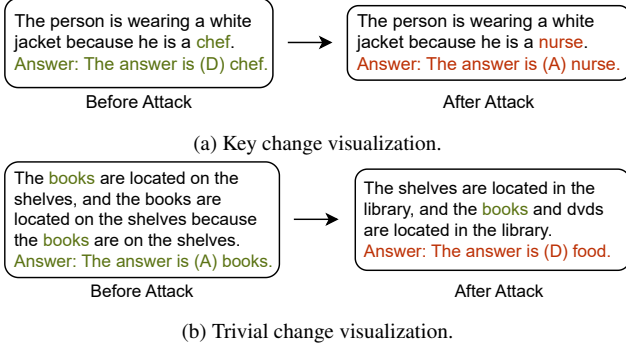 The person is wearing a white
jacket because he is a chef.
Answer: The answer is (D) chef.
Before Attack
The person is wearing a white
jacket because he is a nurse.
Answer: The answer is (A) nurse.
After Attack
(a) Key change visualization.
The books are located on the
shelves, and the books are
located on the shelves because
the books are on the shelves.
Answer: The answer is (A) books.
Before Attack
The shelves are located in the
library, and the books and dvds
are located in the library.
Answer: The answer is (D) food.
After Attack
(b) Trivial change visualization.